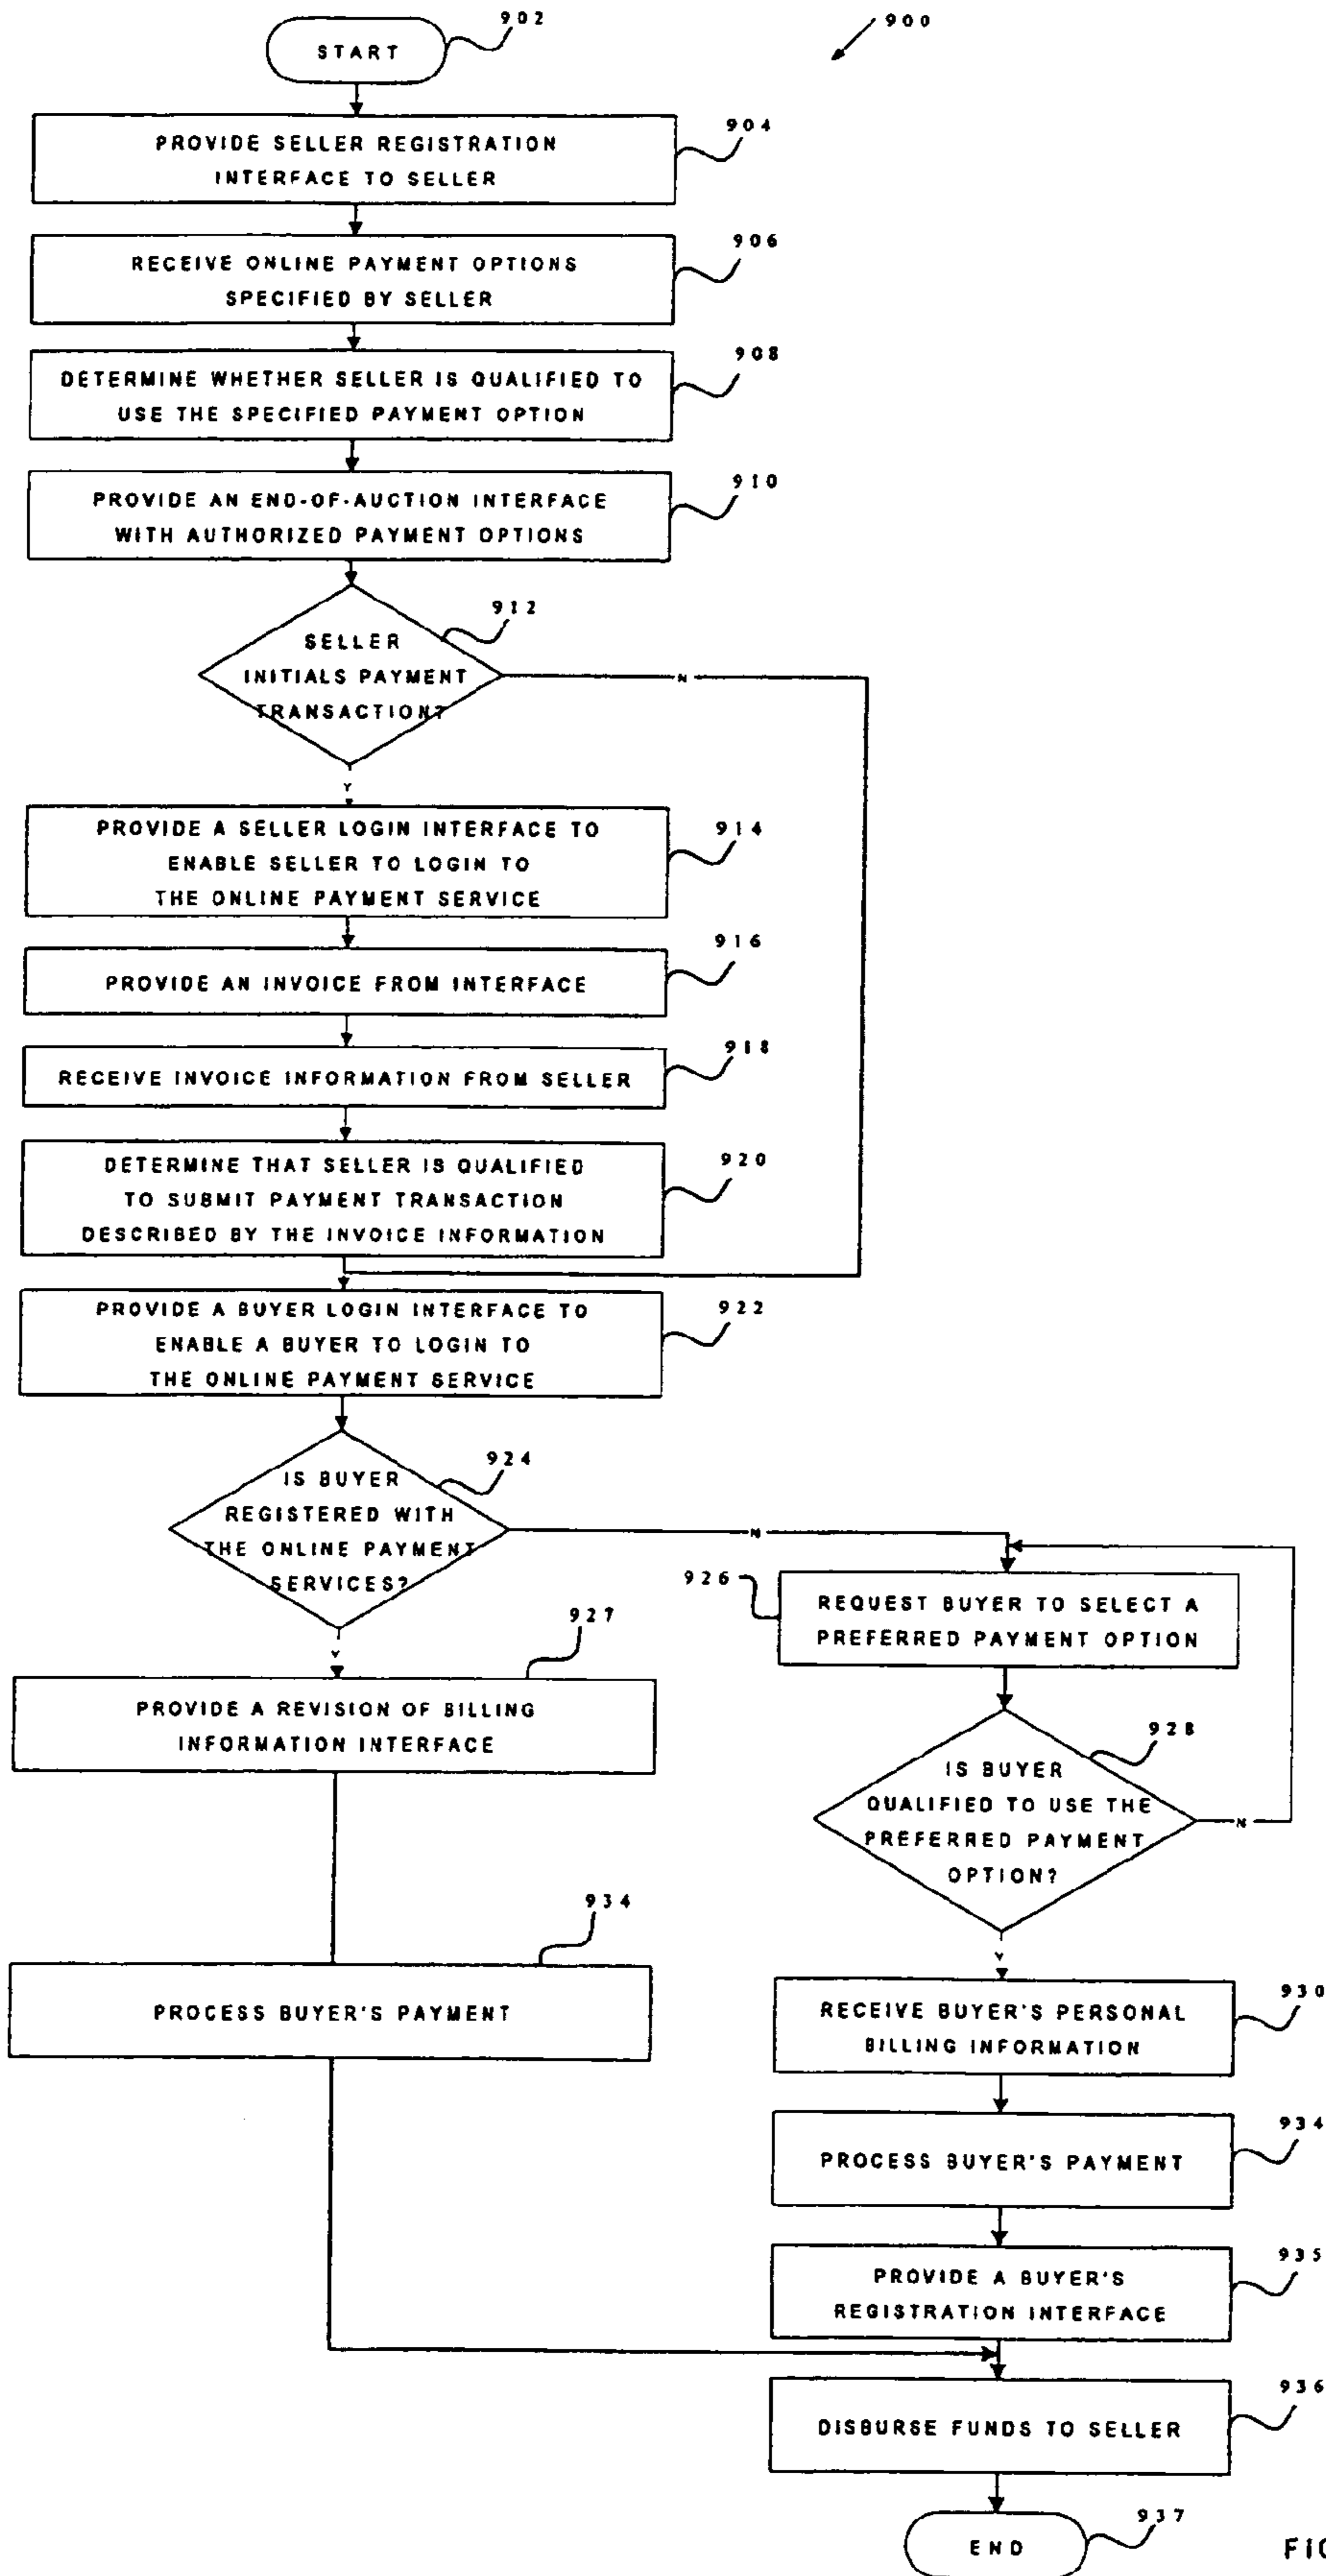 902
900
START
904
PROVIDE SELLER REGISTRATION
INTERFACE TO SELLER
906
RECEIVE ONLINE PAYMENT OPTIONS
SPECIFIED BY SELLER
908
DETERMINE WHETHER SELLER IS QUALIFIED TO
USE THE SPECIFIED PAYMENT OPTION
910
PROVIDE AN END-OF-AUCTION INTERFACE
WITH AUTHORIZED PAYMENT OPTIONS
912
SELLER
INITIALS PAYMENT
TRANSACTION?
N
Y
914
PROVIDE A SELLER LOGIN INTERFACE TO
ENABLE SELLER TO LOGIN TO
THE ONLINE PAYMENT SERVICE
916
PROVIDE AN INVOICE FROM INTERFACE
918
RECEIVE INVOICE INFORMATION FROM SELLER
920
DETERMINE THAT SELLER IS QUALIFIED
TO SUBMIT PAYMENT TRANSACTION
DESCRIBED BY THE INVOICE INFORMATION
922
PROVIDE A BUYER LOGIN INTERFACE TO
ENABLE A BUYER TO LOGIN TO
THE ONLINE PAYMENT SERVICE
924
IS BUYER
REGISTERED WITH
THE ONLINE PAYMENT
SERVICES?
N
Y
926
REQUEST BUYER TO SELECT A
PREFERRED PAYMENT OPTION
927
PROVIDE A REVISION OF BILLING
INFORMATION INTERFACE
928
IS BUYER
QUALIFIED TO USE THE
PREFERRED PAYMENT
OPTION?
N
Y
934
PROCESS BUYER'S PAYMENT
930
RECEIVE BUYER'S PERSONAL
BILLING INFORMATION
934
PROCESS BUYER'S PAYMENT
935
PROVIDE A BUYER'S
REGISTRATION INTERFACE
936
DISBURSE FUNDS TO SELLER
937
END
FIG